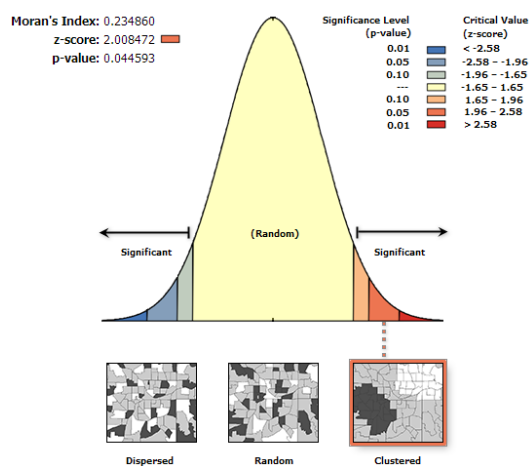 Moran's Index: 0.234860
z-score: 2.008472
p-value: 0.044593
Significance Level
(p-value)
Critical Value
(z-score)
0.01 < -2.58
0.05 -2.58 – -1.96
0.10 -1.96 – -1.65
--- -1.65 – 1.65
0.10 1.65 – 1.96
0.05 1.96 – 2.58
0.01 > 2.58
Significant
(Random)
Significant
Dispersed
Random
Clustered